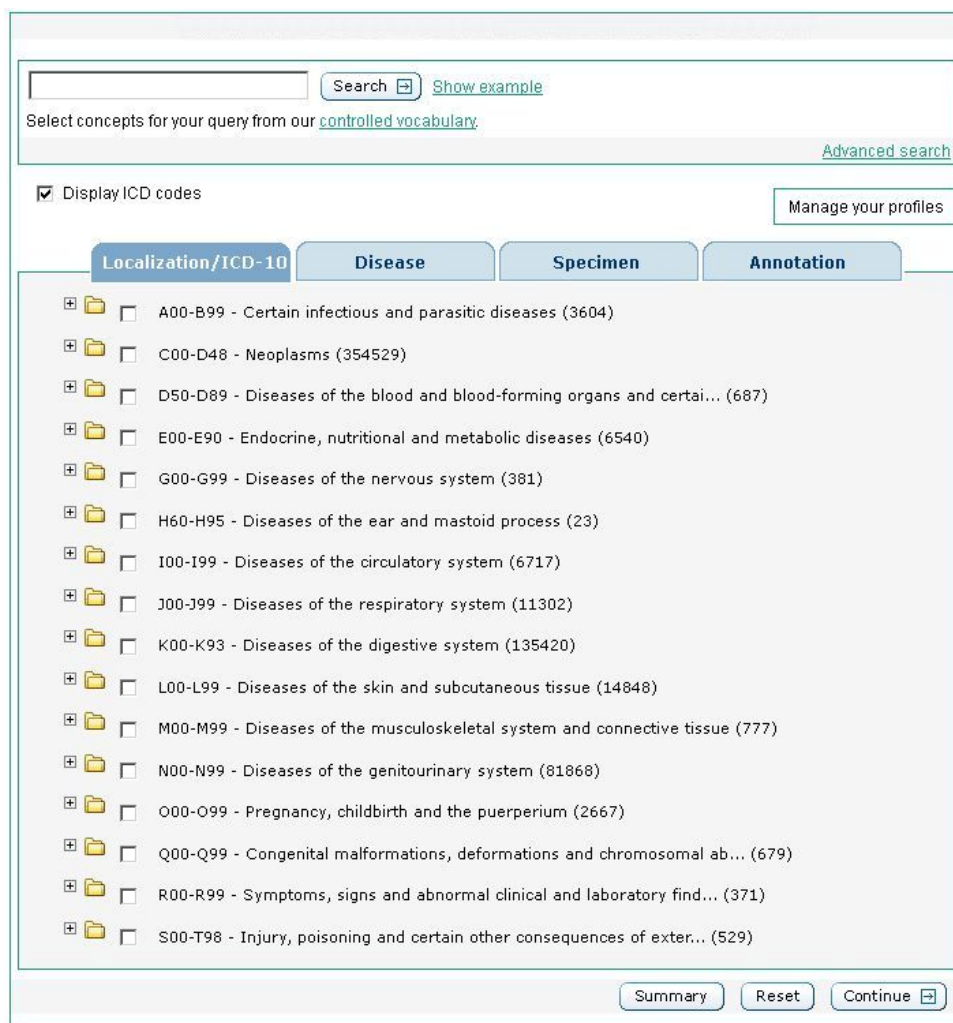 Search
Show example
Select concepts for your query from our controlled vocabulary.
Advanced search
Display ICD codes
Manage your profiles
Localization/ICD-10
Disease
Specimen
Annotation
A00-B99 - Certain infectious and parasitic diseases (3604)
C00-D48 - Neoplasms (354529)
D50-D89 - Diseases of the blood and blood-forming organs and certai... (687)
E00-E90 - Endocrine, nutritional and metabolic diseases (6540)
G00-G99 - Diseases of the nervous system (381)
H60-H95 - Diseases of the ear and mastoid process (23)
I00-I99 - Diseases of the circulatory system (6717)
J00-J99 - Diseases of the respiratory system (11302)
K00-K93 - Diseases of the digestive system (135420)
L00-L99 - Diseases of the skin and subcutaneous tissue (14848)
M00-M99 - Diseases of the musculoskeletal system and connective tissue (777)
N00-N99 - Diseases of the genitourinary system (81868)
O00-O99 - Pregnancy, childbirth and the puerperium (2667)
Q00-Q99 - Congenital malformations, deformations and chromosomal ab... (679)
R00-R99 - Symptoms, signs and abnormal clinical and laboratory find... (371)
S00-T98 - Injury, poisoning and certain other consequences of exter... (529)
Summary
Reset
Continue